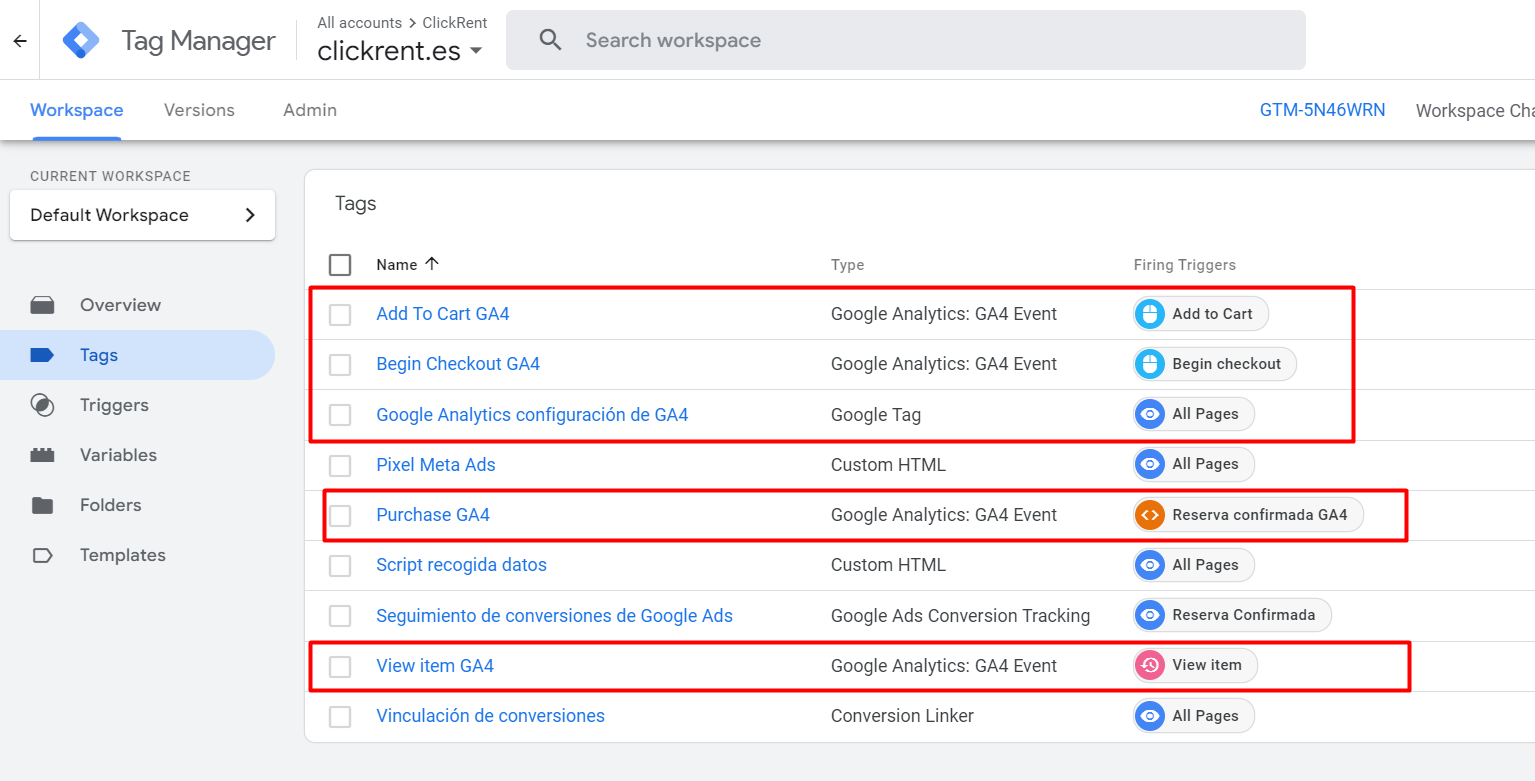 All accounts > ClickRent
Tag Manager
clickrent.es
Search workspace
Workspace Versions Admin
GTM-5N46WRN Workspace Cha
CURRENT WORKSPACE
Default Workspace
Overview
Tags
Triggers
Variables
Folders
Templates
Tags
Name Type Firing Triggers
Add To Cart GA4 Google Analytics: GA4 Event Add to Cart
Begin Checkout GA4 Google Analytics: GA4 Event Begin checkout
Google Analytics configuración de GA4 Google Tag All Pages
Pixel Meta Ads Custom HTML All Pages
Purchase GA4 Google Analytics: GA4 Event Reserva confirmada GA4
Script recogida datos Custom HTML All Pages
Seguimiento de conversiones de Google Ads Google Ads Conversion Tracking Reserva Confirmada
View item GA4 Google Analytics: GA4 Event View item
Vinculación de conversiones Conversion Linker All Pages